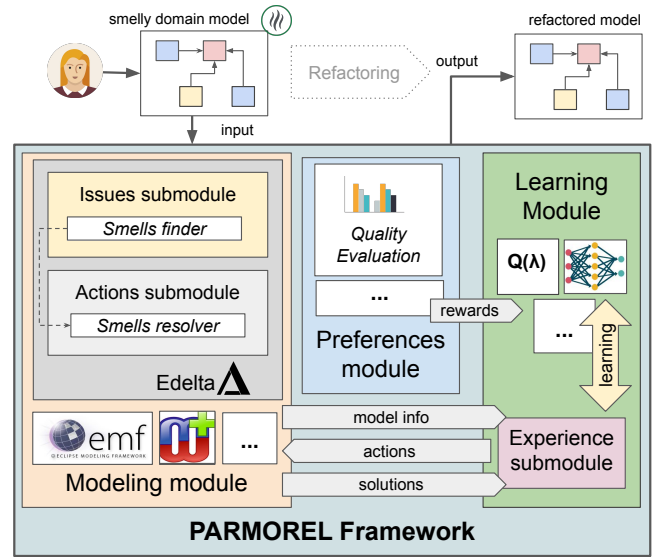 smelly domain model
refactored model
Refactoring
output
input
Issues submodule
Smells finder
Actions submodule
Smells resolver
Edelta
emf
ECLIPSE MODELING FRAMEWORK
m+
...
Modeling module
Quality
Evaluation
...
Preferences
module
rewards
Learning
Module
Q(λ)
...
learning
Experience
submodule
model info
actions
solutions
PARMOREL Framework